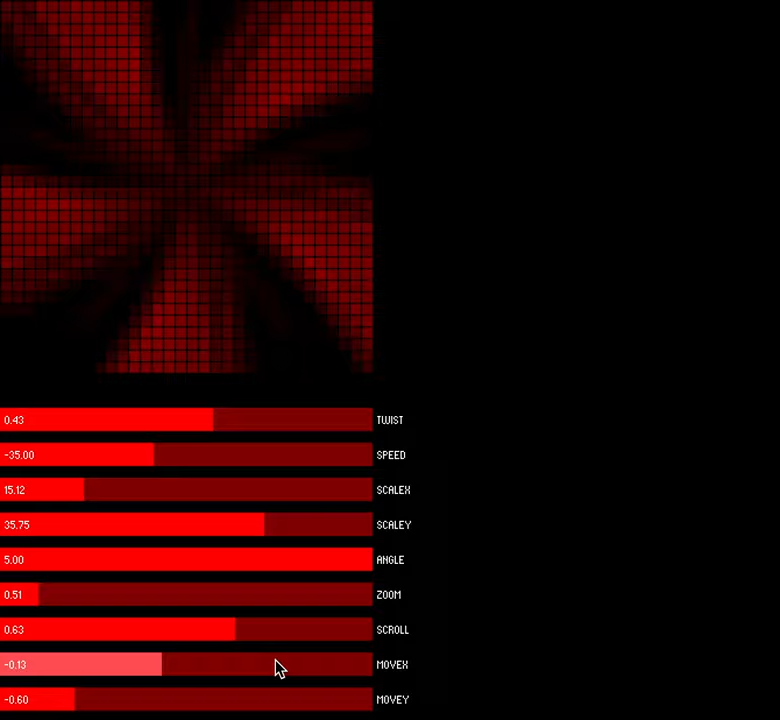 0.43 TWIST
-35.00 SPEED
15.12 SCALEX
35.75 SCALEY
5.00 ANGLE
0.51 ZOOM
0.63 SCROLL
-0.13 MOVEX
-0.60 MOVEY